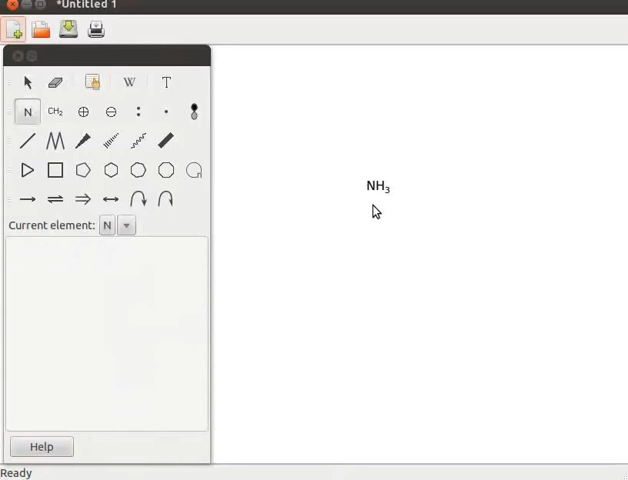 *Untitled 1
W T
N CH₂
NH₃
Current element: N
Help
Ready